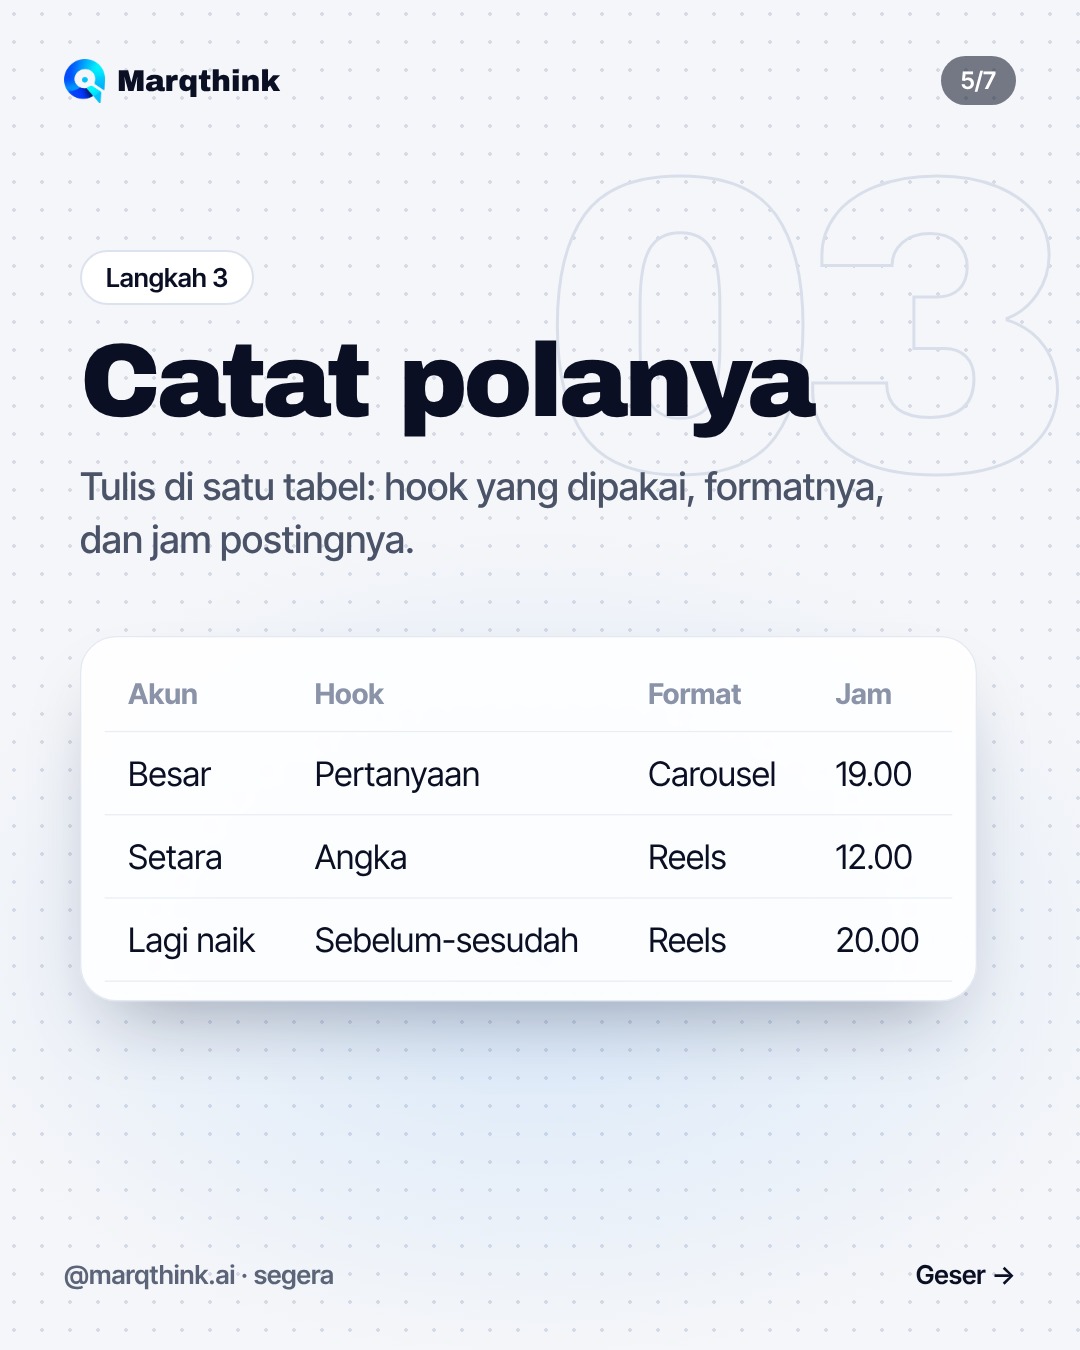 Marqthink
5/7
03
Langkah 3
Catat polanya
Tulis di satu tabel: hook yang dipakai, formatnya,
dan jam postingnya.
Akun Hook Format Jam
Besar Pertanyaan Carousel 19.00
Setara Angka Reels 12.00
Lagi naik Sebelum-sesudah Reels 20.00
@marqthink.ai · segera
Geser →